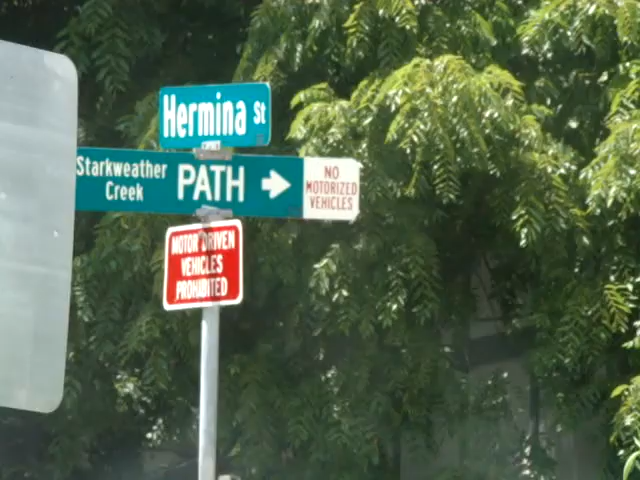 Hermina St
Starkweather
Creek
PATH
NO
MOTORIZED
VEHICLES
MOTOR DRIVEN
VEHICLES
PROHIBITED